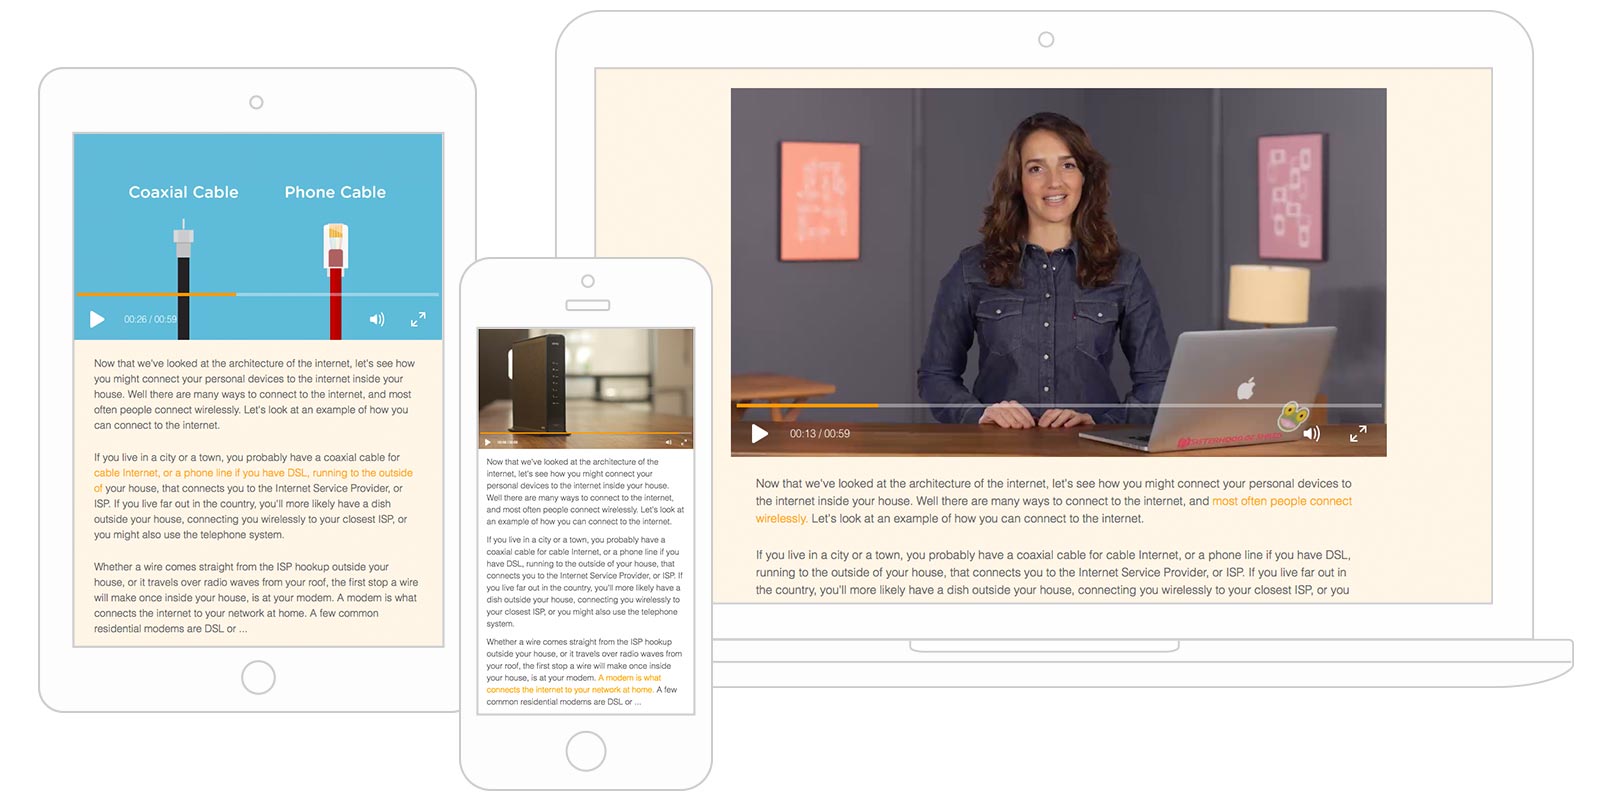 Coaxial Cable
Phone Cable
00:26 / 00:59
Now that we've looked at the architecture of the internet, let's see how
you might connect your personal devices to the internet inside your
house. Well there are many ways to connect to the internet, and most
often people connect wirelessly. Let's look at an example of how you
can connect to the internet.
If you live in a city or a town, you probably have a coaxial cable for
cable Internet, or a phone line if you have DSL, running to the outside
of your house, that connects you to the Internet Service Provider, or
ISP. If you live far out in the country, you'll more likely have a dish
outside your house, connecting you wirelessly to your closest ISP, or
you might also use the telephone system.
Whether a wire comes straight from the ISP hookup outside your
house, or it travels over radio waves from your roof, the first stop a wire
will make once inside your house, is at your modem. A modem is what
connects the internet to your network at home. A few common
residential modems are DSL or ...
Now that we've looked at the architecture of the
internet, let's see how you might connect your
personal devices to the internet inside your house.
Well there are many ways to connect to the internet,
and most often people connect wirelessly. Let's look at
an example of how you can connect to the internet.
If you live in a city or a town, you probably have a
coaxial cable for cable Internet, or a phone line if you
have DSL, running to the outside of your house, that
connects you to the Internet Service Provider, or ISP. If
you live far out in the country, you'll more likely have a
dish outside your house, connecting you wirelessly to
your closest ISP, or you might also use the telephone
system.
Whether a wire comes straight from the ISP hookup
outside your house, or it travels over radio waves from
your roof, the first stop a wire will make once inside
your house, is at your modem. A modem is what
connects the internet to your network at home. A few
common residential modems are DSL or ...
00:13 / 00:59
Now that we've looked at the architecture of the internet, let's see how you might connect your personal devices to
the internet inside your house. Well there are many ways to connect to the internet, and most often people connect
wirelessly. Let's look at an example of how you can connect to the internet.
If you live in a city or a town, you probably have a coaxial cable for cable Internet, or a phone line if you have DSL,
running to the outside of your house, that connects you to the Internet Service Provider, or ISP. If you live far out in
the country, you'll more likely have a dish outside your house, connecting you wirelessly to your closest ISP, or you